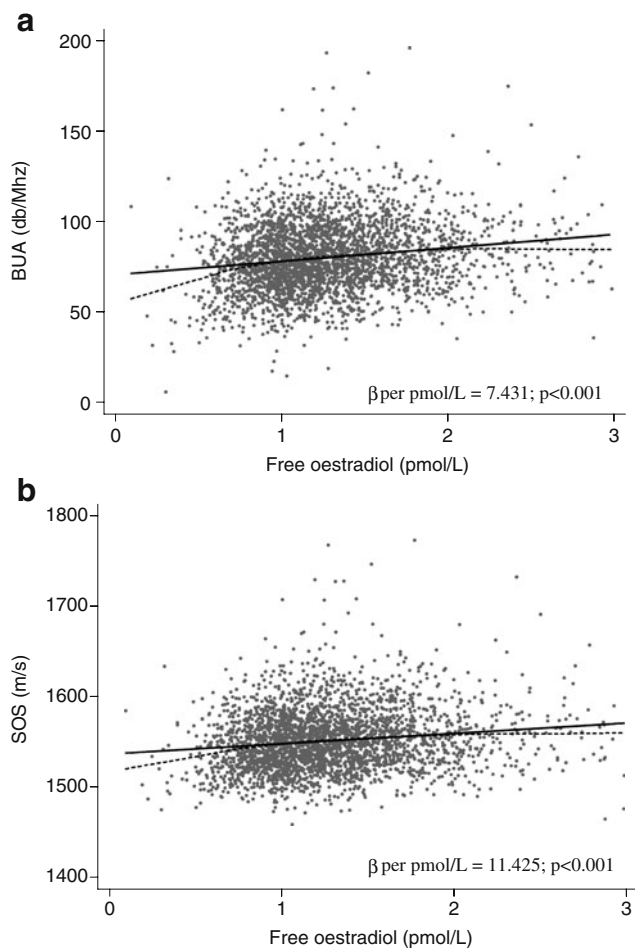 a
200
150
100
50
0
BUA (db/Mhz)
β per pmol/L = 7.431; p<0.001
0 1 2 3
Free oestradiol (pmol/L)
b
1800
1700
1600
1500
1400
SOS (m/s)
β per pmol/L = 11.425; p<0.001
0 1 2 3
Free oestradiol (pmol/L)